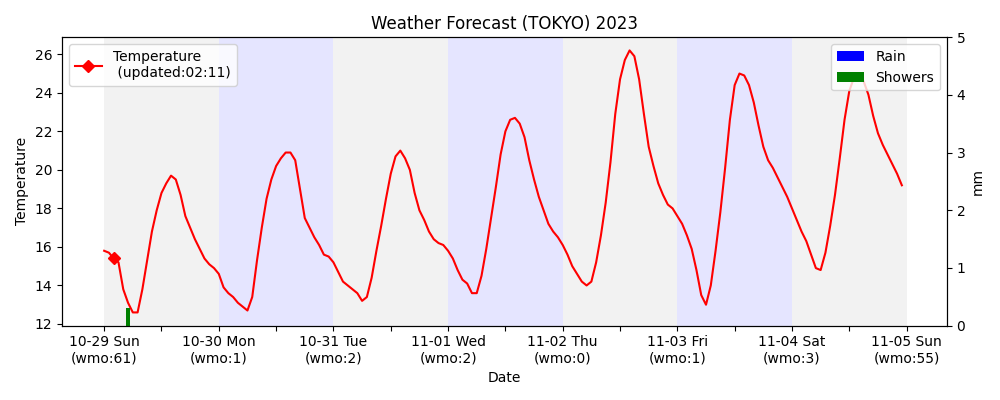 Weather Forecast (TOKYO) 2023
Temperature
(updated:02:11)
Rain
Showers
Temperature
26
24
22
20
18
16
14
12
5
4
3
2
1
0
mm
10-29 Sun
(wmo:61)
10-30 Mon
(wmo:1)
10-31 Tue
(wmo:2)
11-01 Wed
(wmo:2)
11-02 Thu
(wmo:0)
11-03 Fri
(wmo:1)
11-04 Sat
(wmo:3)
11-05 Sun
(wmo:55)
Date